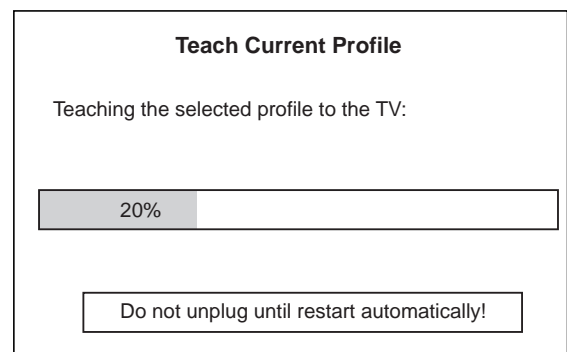 Teach Current Profile
Teaching the selected profile to the TV:
20%
Do not unplug until restart automatically!